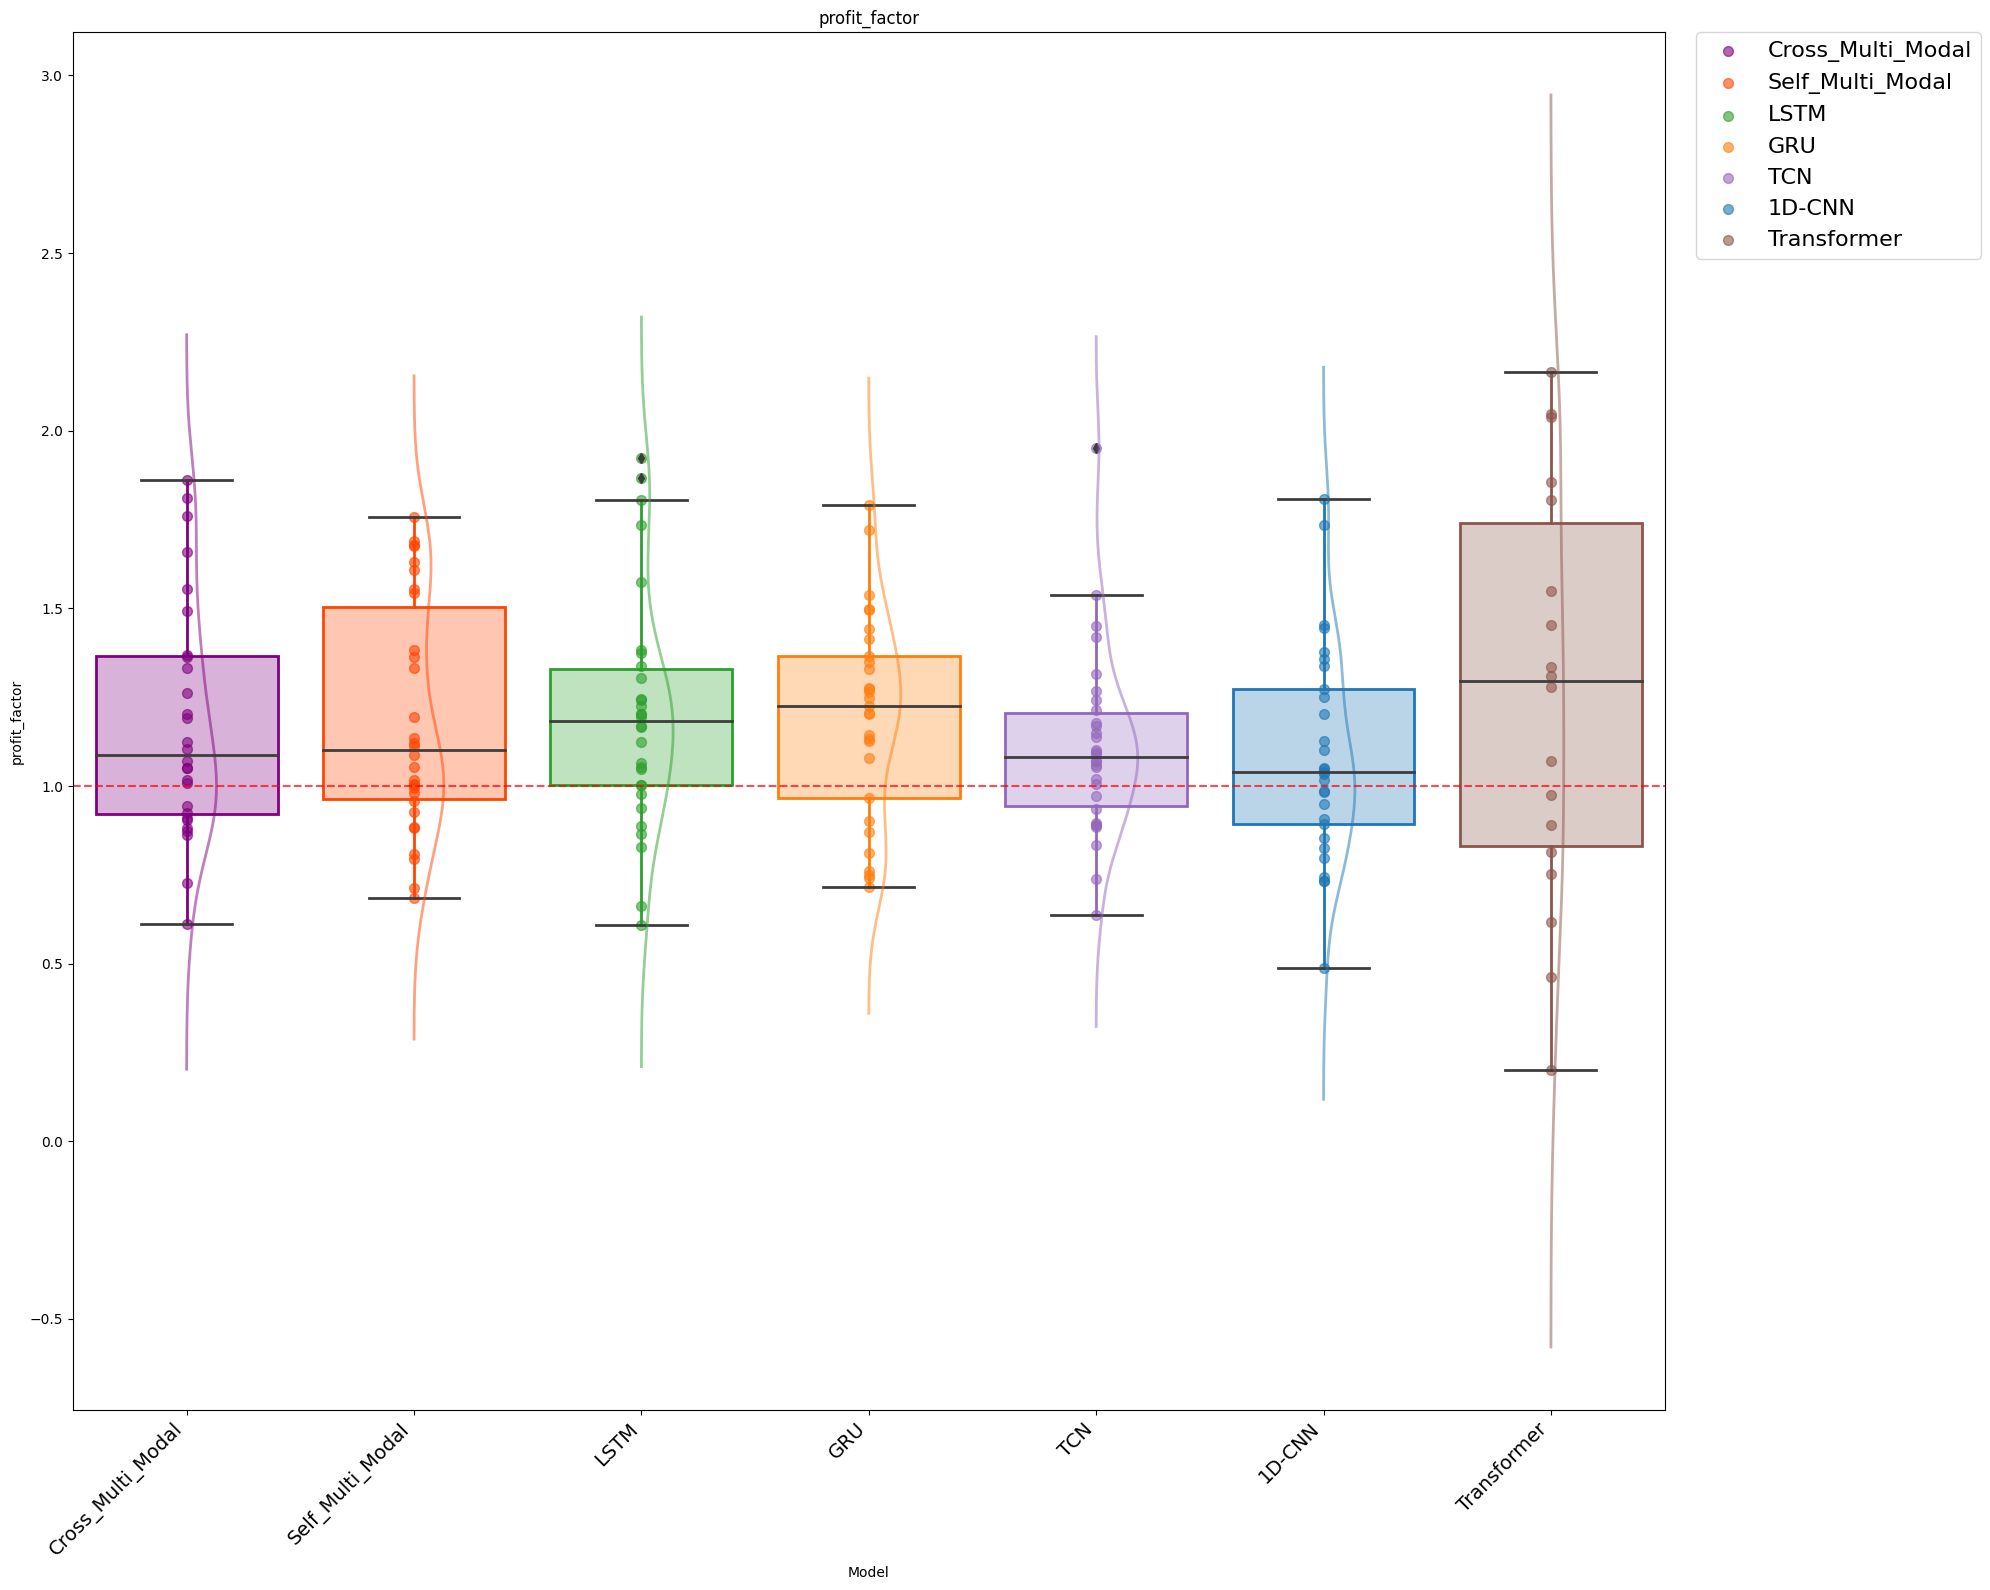 profit_factor
Cross_Multi_Modal
Self_Multi_Modal
LSTM
GRU
TCN
1D-CNN
Transformer
profit_factor
3.0
2.5
2.0
1.5
1.0
0.5
0.0
−0.5
Cross_Multi_Modal
Self_Multi_Modal
LSTM
GRU
TCN
1D-CNN
Transformer
Model